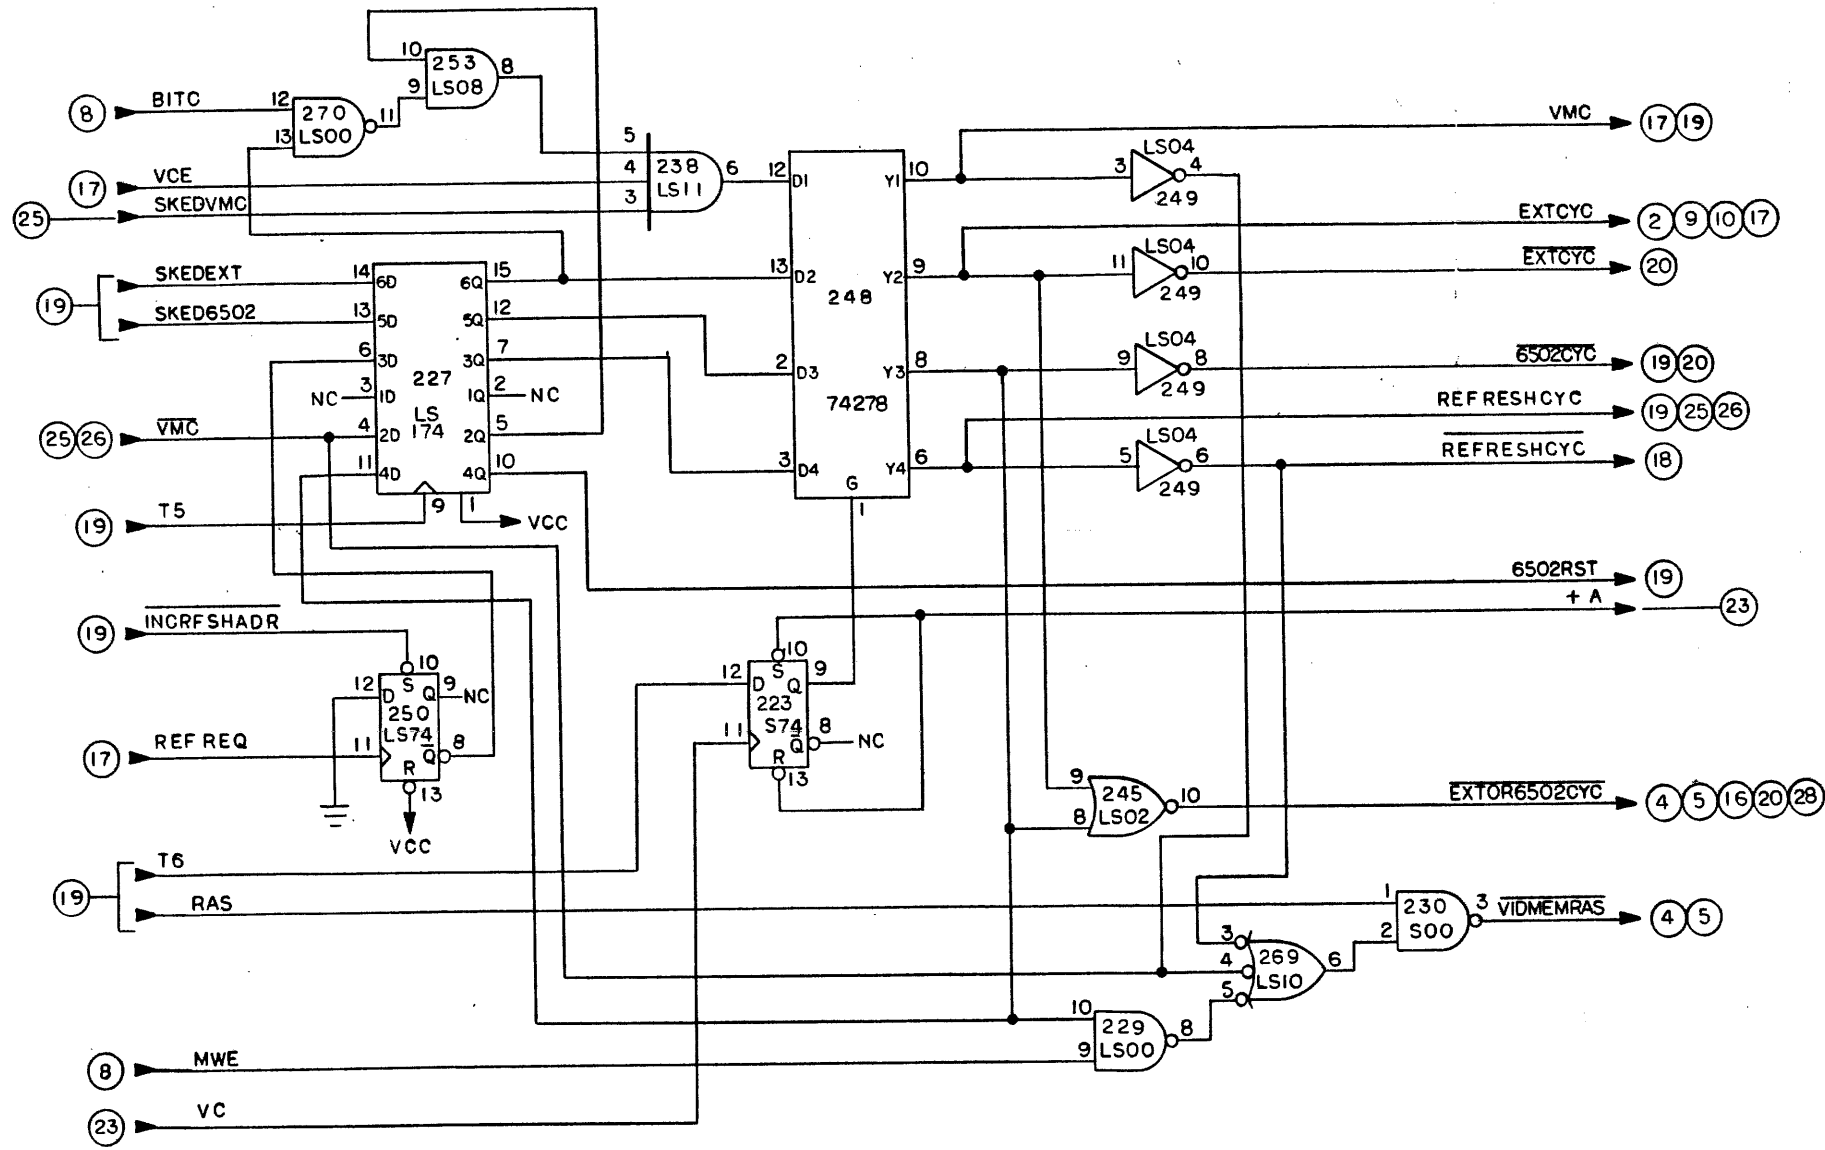 10 253 8
LS08
9
8 BITC 12 270 11
13 LS00
VMC 17 19
5
17 VCE 4 238 6 12 D1 Y1 10 3 LS04 4
25 SKEDVMC 3 LS11 249
EXTCYC 2 9 10 17
19 SKEDEXT 14 6D 6Q 15 13 D2 Y2 9 11 LS04 10 EXTCYC 20
248 249
SKED6502 13 5D 5Q 12
6 3D 3Q 7 2 D3 Y3 8 9 LS04 8 6502CYC 19 20
227 249
NC 3 1D 1Q 2 NC
LS 74278 REFRESHCYC 19 25 26
174
25 26 VMC 4 2D 2Q 5
11 4D 4Q 10 3 D4 Y4 6 5 LS04 6 REFRESHCYC 18
G 249
9 1 1
19 T5 VCC
6502RST 19
+ A 23
19 INCRFSHADR
10 10
12 D S Q 9 NC 12 D S Q 9
250 223
LS74 S74
17 REFREQ 11 Q 8 11 Q 8 NC
R R
13 13
VCC
9 245 10 EXTOR6502CYC 4 5 16 20 28
8 LS02
19 T6
RAS 1 230 3 VIDMEMRAS 4 5
2 S00
3
4 269 6
5 LS10
10 229 8
9 LS00
8 MWE
23 VC